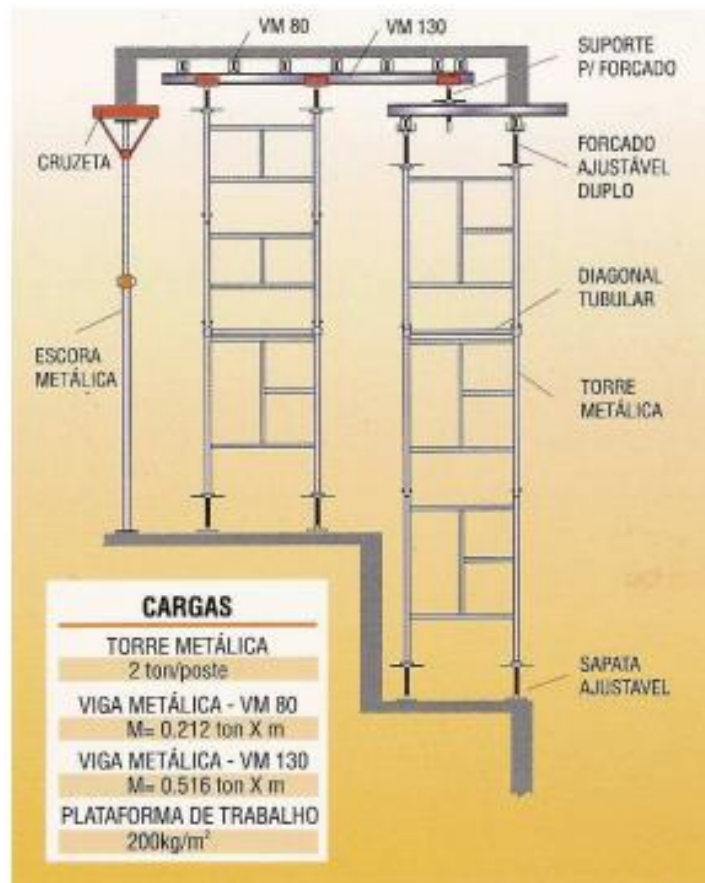 VM 80
VM 130
SUPORTE
P/ FORCADO
CRUZETA
FORCADO
AJUSTÁVEL
DUPLO
DIAGONAL
TUBULAR
ESCORA
METÁLICA
TORRE
METÁLICA
SAPATA
AJUSTAVEL
CARGAS
TORRE METÁLICA
2 ton/poste
VIGA METÁLICA - VM 80
M= 0.212 ton X m
VIGA METÁLICA - VM 130
M= 0.516 ton X m
PLATAFORMA DE TRABALHO
200kg/m²